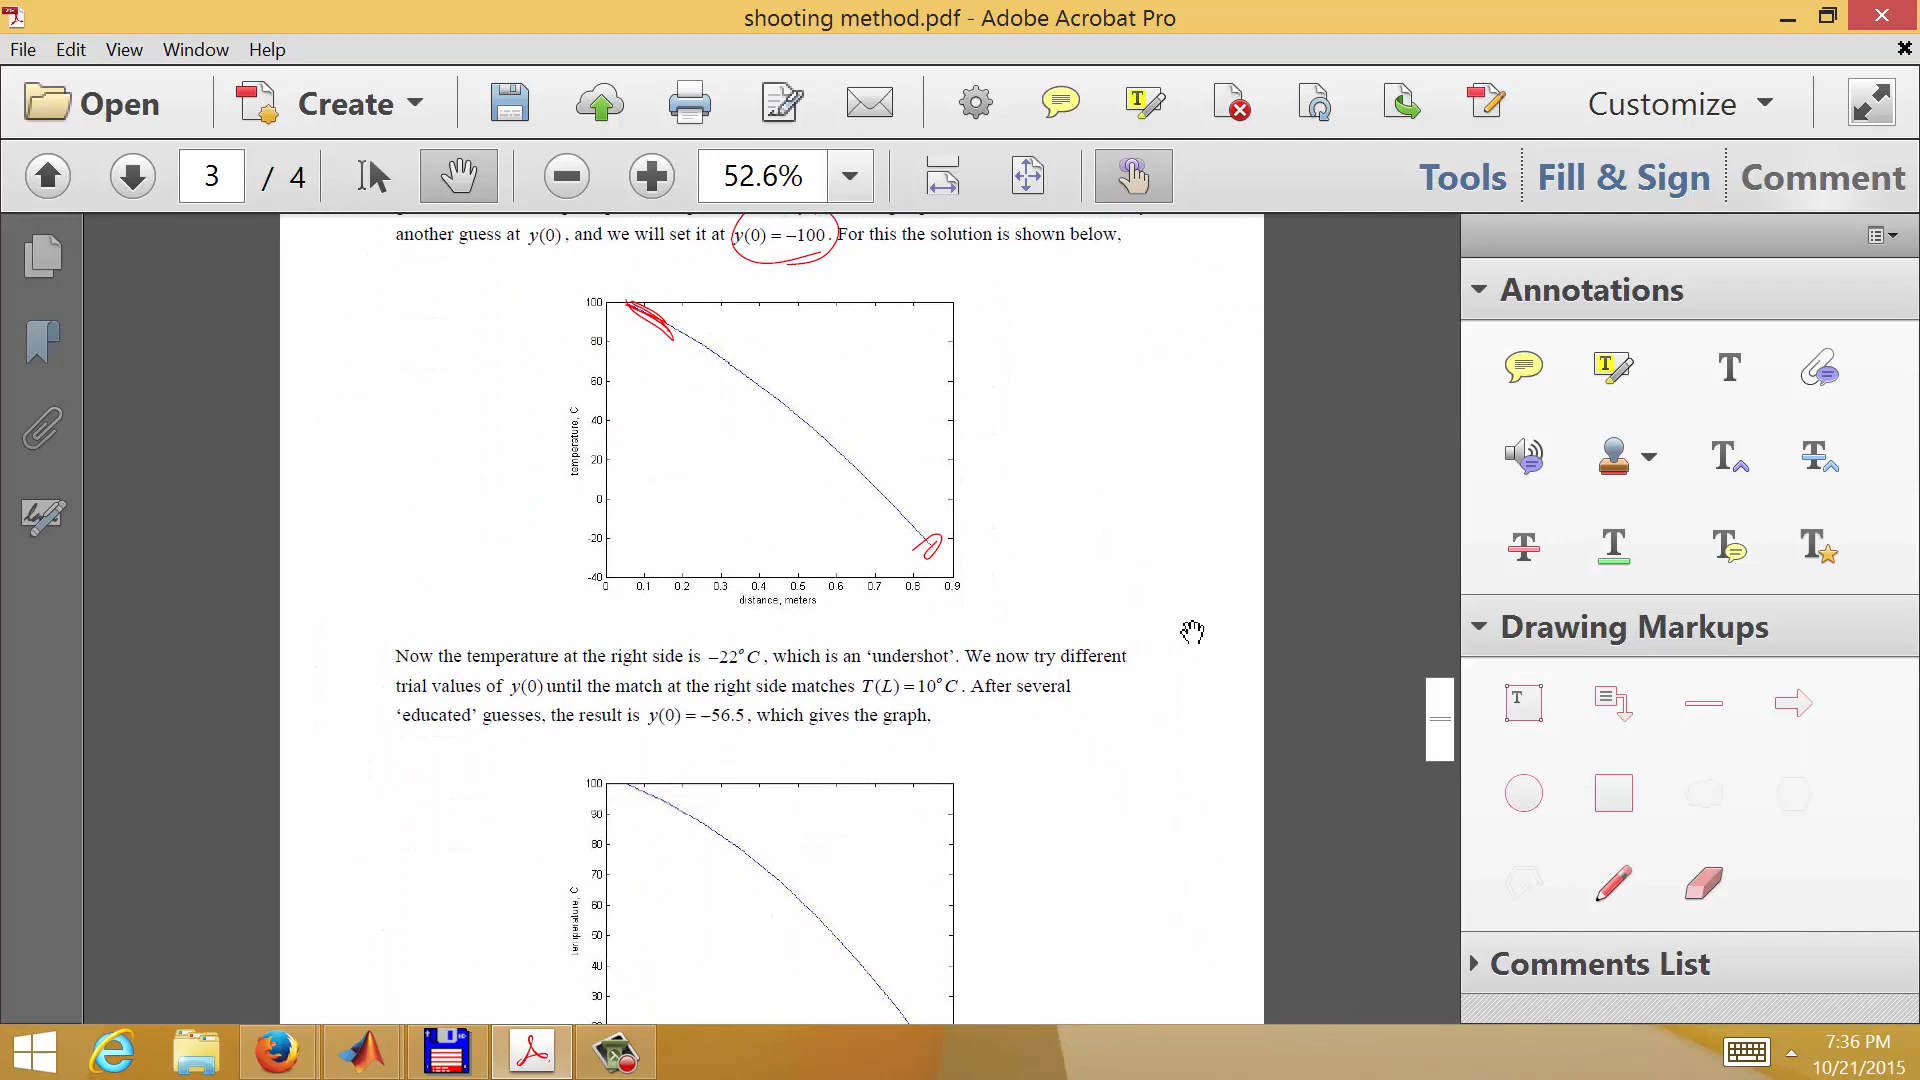 shooting method.pdf - Adobe Acrobat Pro
File Edit View Window Help
Open Create Customize
3 / 4 52.6% Tools Fill & Sign Comment
another guess at y(0), and we will set it at y(0) = −100. For this the solution is shown below,
100
80
60
40
20
0
-20
-40
temperature, C
0 0.1 0.2 0.3 0.4 0.5 0.6 0.7 0.8 0.9
distance, meters
Now the temperature at the right side is −22°C, which is an ‘undershot’. We now try different
trial values of y(0) until the match at the right side matches T(L) = 10°C. After several
‘educated’ guesses, the result is y(0) = −56.5, which gives the graph,
100
90
80
70
60
50
40
30
temperature, C
Annotations
Drawing Markups
Comments List
7:36 PM
10/21/2015